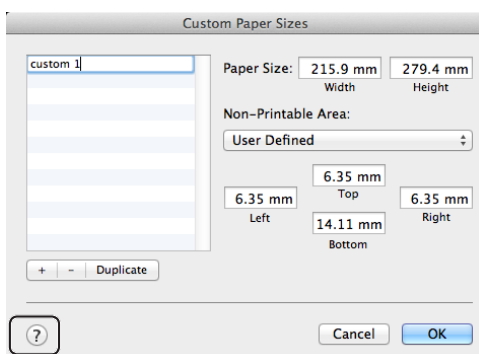 Custom Paper Sizes
custom 1
Paper Size: 215.9 mm 279.4 mm
Width Height
Non-Printable Area:
User Defined
6.35 mm
Top
6.35 mm 6.35 mm
Left Right
14.11 mm
Bottom
+ - Duplicate
? Cancel OK